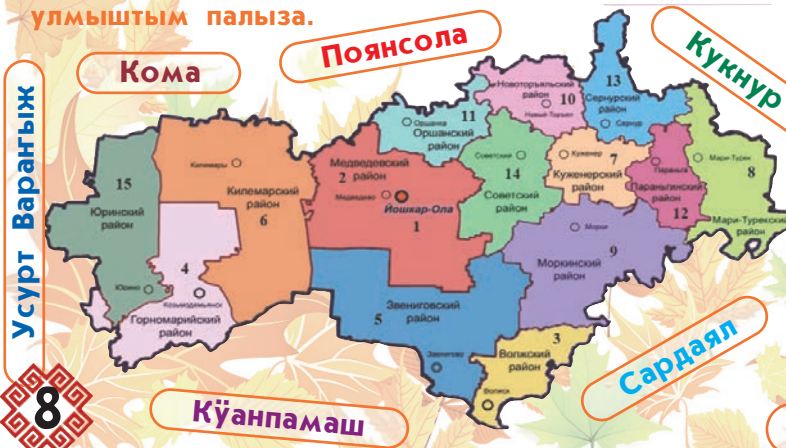 улмыштым палыза.
Кома
Поянсола
Кукнур
Усурт Вараҥыж
13
Сернурский
район
Сернур
Новоторъяльский
район 10
Новый Торъял
11
Оршанка
Оршанский
район
Медведевский
2 район
Медведево
Йошкар-Ола
1
Советский
14
Советский
район
Куженер
7
Куженерский
район
Параньга
Параньгинский
район
12
Мари-Турек
8
Мари-Турекский
район
15
Юринский
район
Юрино
Килемары
Килемарский
район
6
4
Козьмодемьянск
Горномарийский
район
Морки
9
Моркинский
район
5
Звениговский
район
Звенигово
3
Волжский
район
Волжск
Сардаял
Кӱанпамаш
8